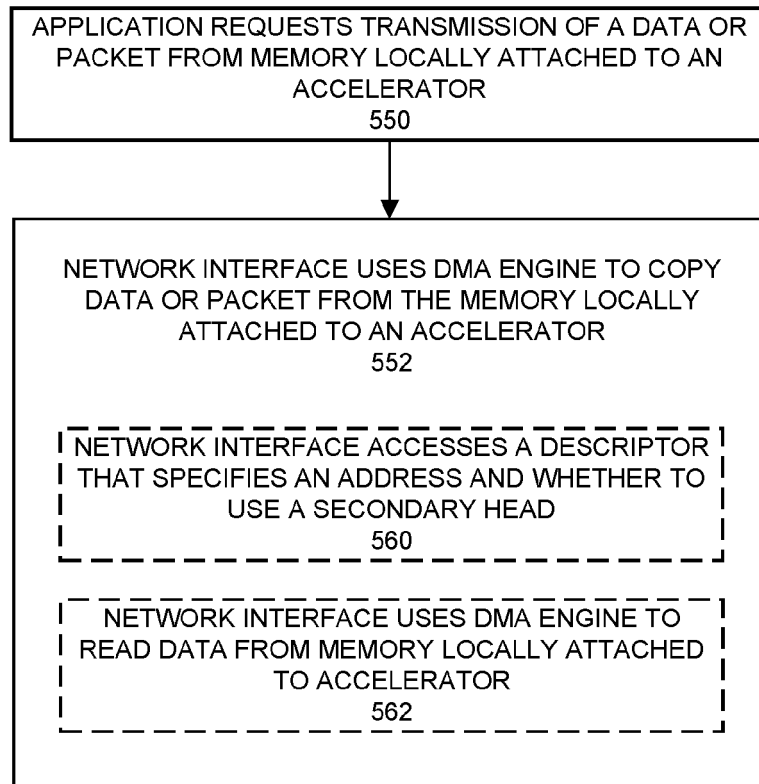 APPLICATION REQUESTS TRANSMISSION OF A DATA OR
PACKET FROM MEMORY LOCALLY ATTACHED TO AN
ACCELERATOR
550
NETWORK INTERFACE USES DMA ENGINE TO COPY
DATA OR PACKET FROM THE MEMORY LOCALLY
ATTACHED TO AN ACCELERATOR
552
NETWORK INTERFACE ACCESSES A DESCRIPTOR
THAT SPECIFIES AN ADDRESS AND WHETHER TO
USE A SECONDARY HEAD
560
NETWORK INTERFACE USES DMA ENGINE TO
READ DATA FROM MEMORY LOCALLY ATTACHED
TO ACCELERATOR
562